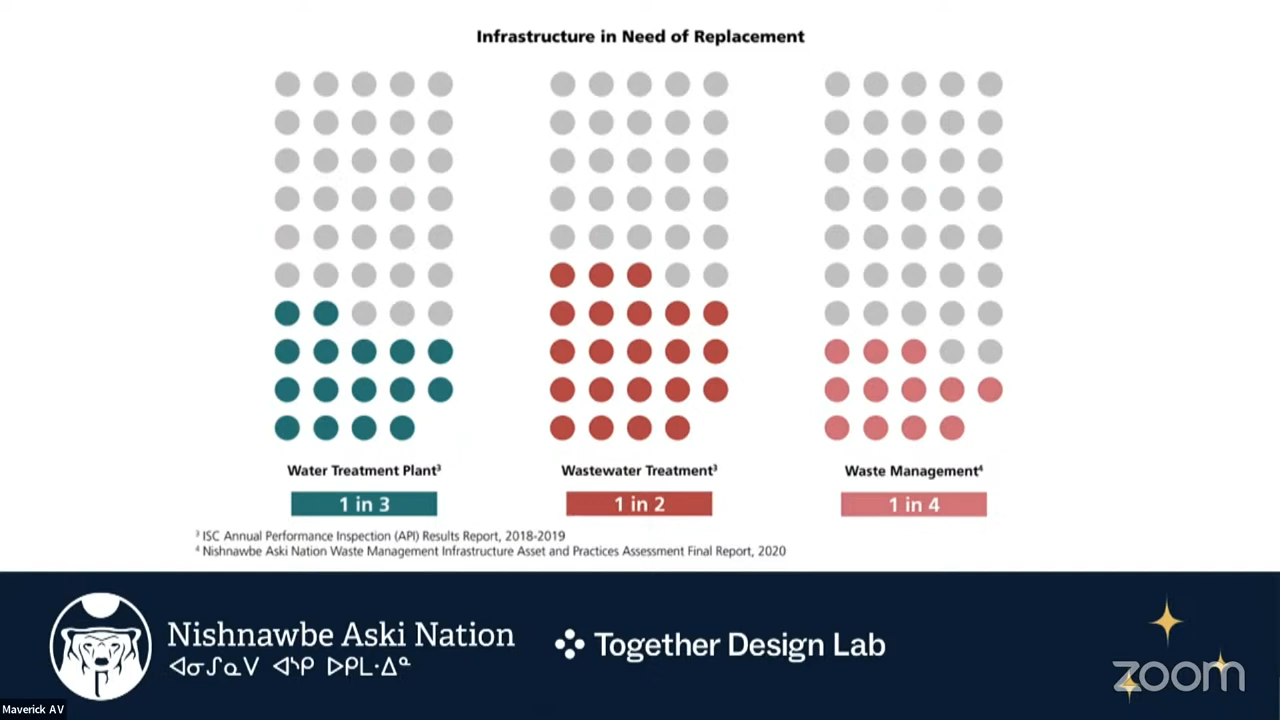 Infrastructure in Need of Replacement
Water Treatment Plant³
Wastewater Treatment³
Waste Management⁴
1 in 3
1 in 2
1 in 4
³ ISC Annual Performance Inspection (API) Results Report, 2018-2019
⁴ Nishnawbe Aski Nation Waste Management Infrastructure Asset and Practices Assessment Final Report, 2020
Nishnawbe Aski Nation
ᐊᓂᔑᓇᐯ ᐊᔅᑭ ᐅᑭᒪᐧᐃᓐ
Together Design Lab
zoom
Maverick AV